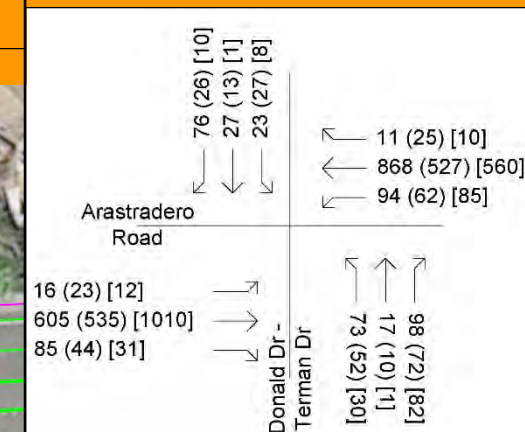 76 (26) [10]
27 (13) [1]
23 (27) [8]
11 (25) [10]
868 (527) [560]
94 (62) [85]
Arastradero
Road
16 (23) [12]
605 (535) [1010]
85 (44) [31]
Donald Dr -
Terman Dr
73 (52) [30]
17 (10) [1]
98 (72) [82]